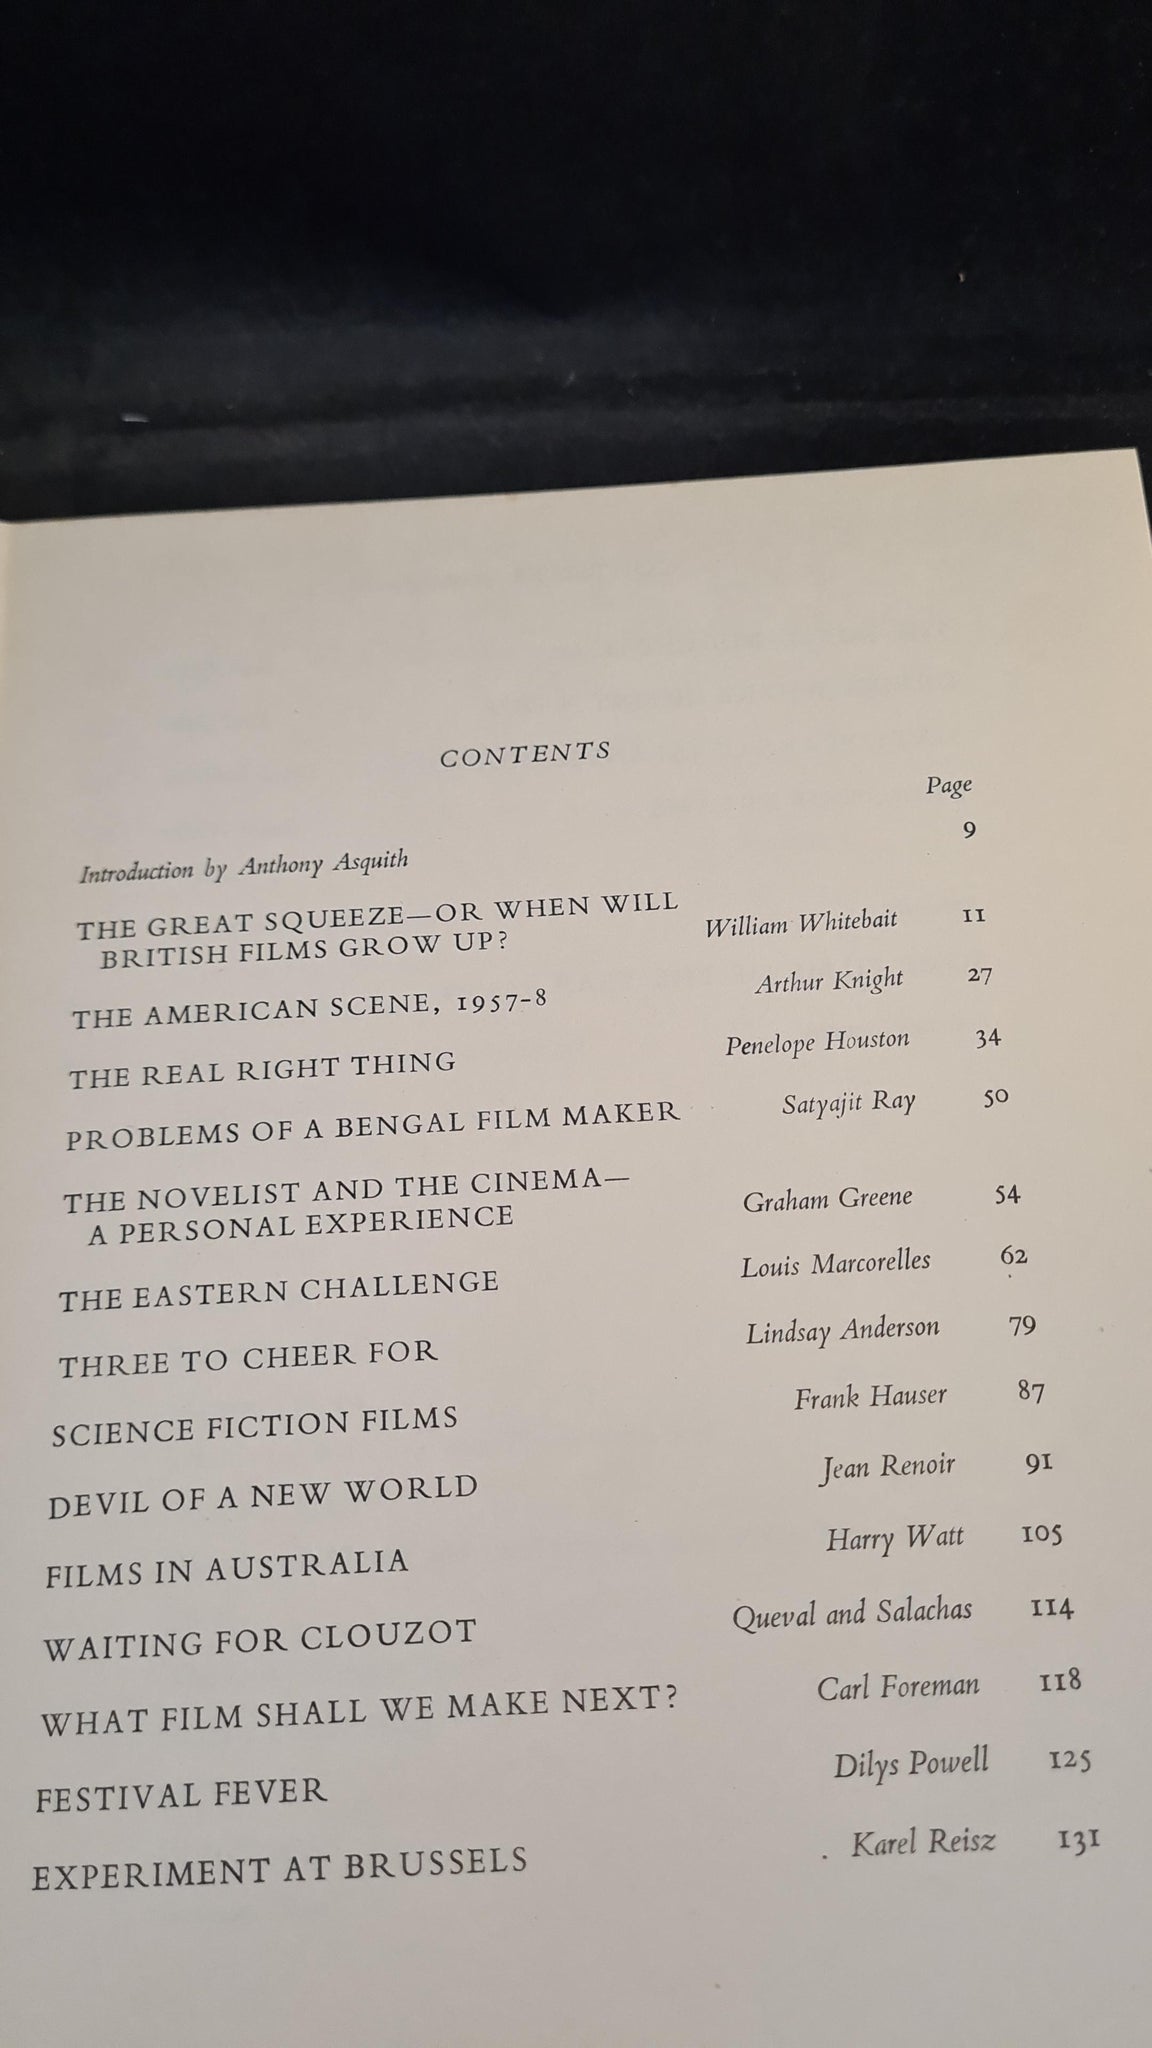 CONTENTS
Page
Introduction by Anthony Asquith 9
THE GREAT SQUEEZE—OR WHEN WILL
BRITISH FILMS GROW UP? William Whitebait 11
THE AMERICAN SCENE, 1957-8 Arthur Knight 27
THE REAL RIGHT THING Penelope Houston 34
PROBLEMS OF A BENGAL FILM MAKER Satyajit Ray 50
THE NOVELIST AND THE CINEMA—
A PERSONAL EXPERIENCE Graham Greene 54
THE EASTERN CHALLENGE Louis Marcorelles 62
THREE TO CHEER FOR Lindsay Anderson 79
SCIENCE FICTION FILMS Frank Hauser 87
DEVIL OF A NEW WORLD Jean Renoir 91
FILMS IN AUSTRALIA Harry Watt 105
WAITING FOR CLOUZOT Queval and Salachas 114
WHAT FILM SHALL WE MAKE NEXT? Carl Foreman 118
FESTIVAL FEVER Dilys Powell 125
EXPERIMENT AT BRUSSELS Karel Reisz 131